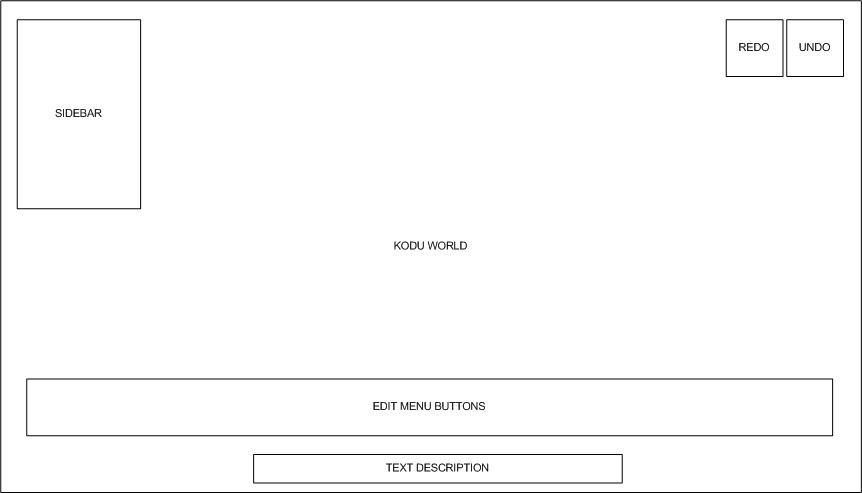 REDO
UNDO
SIDEBAR
KODU WORLD
EDIT MENU BUTTONS
TEXT DESCRIPTION